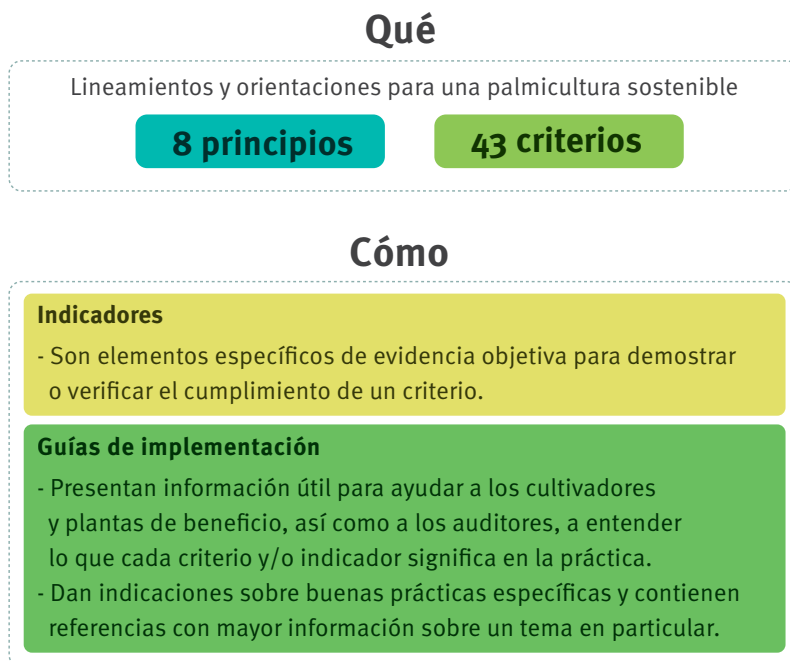 Qué
Lineamientos y orientaciones para una palmicultura sostenible
8 principios
43 criterios
Cómo
Indicadores
- Son elementos específicos de evidencia objetiva para demostrar
o verificar el cumplimiento de un criterio.
Guías de implementación
- Presentan información útil para ayudar a los cultivadores
y plantas de beneficio, así como a los auditores, a entender
lo que cada criterio y/o indicador significa en la práctica.
- Dan indicaciones sobre buenas prácticas específicas y contienen
referencias con mayor información sobre un tema en particular.